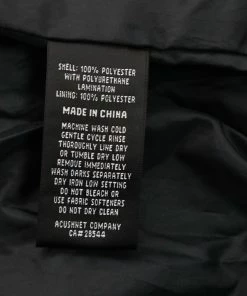 SHELL: 100% POLYESTER
WITH POLYURETHANE
LAMINATION
LINING: 100% POLYESTER
MADE IN CHINA
MACHINE WASH COLD
GENTLE CYCLE RINSE
THOROUGHLY LINE DRY
OR TUMBLE DRY LOW
REMOVE IMMEDIATELY
WASH DARKS SEPARATELY
DRY IRON LOW SETTING
DO NOT BLEACH OR
USE FABRIC SOFTENERS
DO NOT DRY CLEAN
ACUSHNET COMPANY
CA#28544